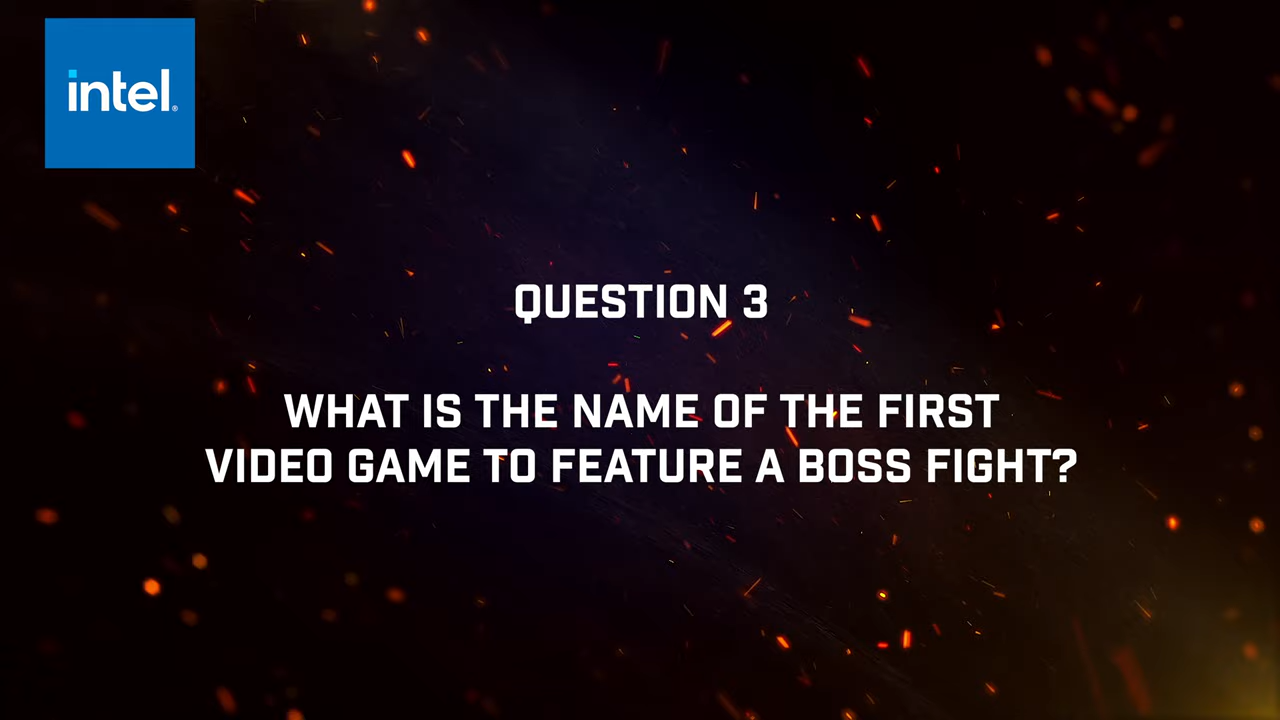 intel
QUESTION 3
WHAT IS THE NAME OF THE FIRST
VIDEO GAME TO FEATURE A BOSS FIGHT?